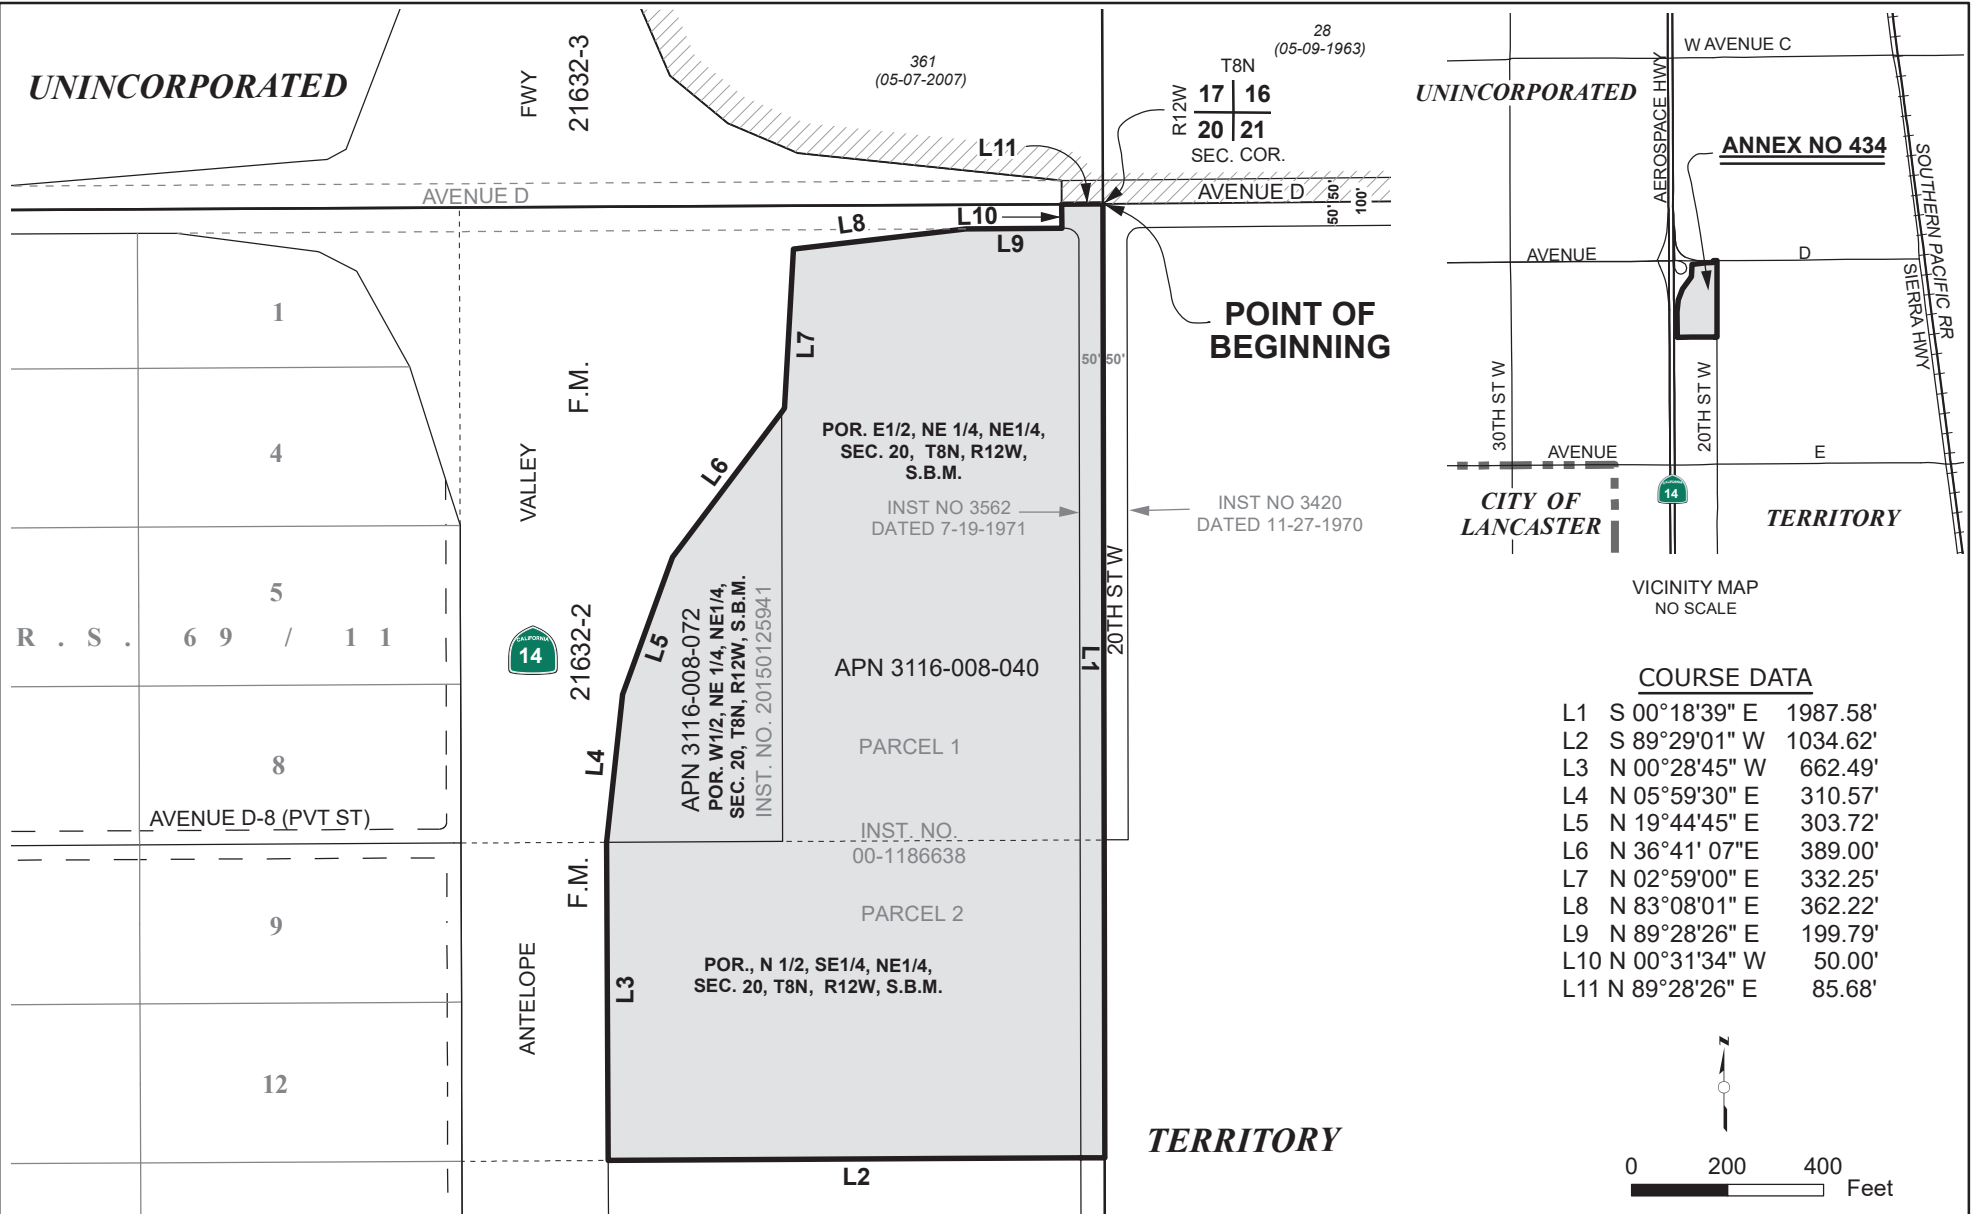 UNINCORPORATED
FWY
21632-3
361
(05-07-2007)
28
(05-09-1963)
T8N
R12W
17 16
20 21
SEC. COR.
L11
AVENUE D
AVENUE D
50' 50'
100'
L10
L8
L9
POINT OF
BEGINNING
L7
50' 50'
1
F.M.
4
VALLEY
L6
POR. E1/2, NE 1/4, NE1/4,
SEC. 20, T8N, R12W,
S.B.M.
INST NO 3562
DATED 7-19-1971
INST NO 3420
DATED 11-27-1970
20TH ST W
5
R . S . 6 9 / 1 1
CALIFORNIA
14
21632-2
L5
APN 3116-008-072
POR. W1/2, NE 1/4, NE1/4,
SEC. 20, T8N, R12W, S.B.M.
INST. NO. 20150125941
APN 3116-008-040
L1
L4
PARCEL 1
8
AVENUE D-8 (PVT ST)
INST. NO.
00-1186638
F.M.
PARCEL 2
9
ANTELOPE
L3
POR., N 1/2, SE1/4, NE1/4,
SEC. 20, T8N, R12W, S.B.M.
12
L2
TERRITORY
W AVENUE C
UNINCORPORATED
AEROSPACE HWY
ANNEX NO 434
SOUTHERN PACIFIC RR
SIERRA HWY
AVENUE D
30TH ST W
20TH ST W
AVENUE E
14
CITY OF
LANCASTER
TERRITORY
VICINITY MAP
NO SCALE
COURSE DATA
L1 S 00°18'39" E 1987.58'
L2 S 89°29'01" W 1034.62'
L3 N 00°28'45" W 662.49'
L4 N 05°59'30" E 310.57'
L5 N 19°44'45" E 303.72'
L6 N 36°41' 07"E 389.00'
L7 N 02°59'00" E 332.25'
L8 N 83°08'01" E 362.22'
L9 N 89°28'26" E 199.79'
L10 N 00°31'34" W 50.00'
L11 N 89°28'26" E 85.68'
N
0 200 400
Feet